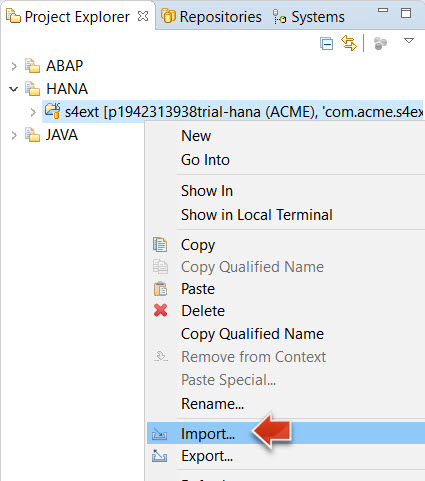 Project Explorer Repositories Systems
ABAP
HANA
s4ext [p1942313938trial-hana (ACME), 'com.acme.s4ex
JAVA
New
Go Into
Show In
Show in Local Terminal
Copy
Copy Qualified Name
Paste
Delete
Copy Qualified Name
Remove from Context
Paste Special...
Rename...
Import...
Export...